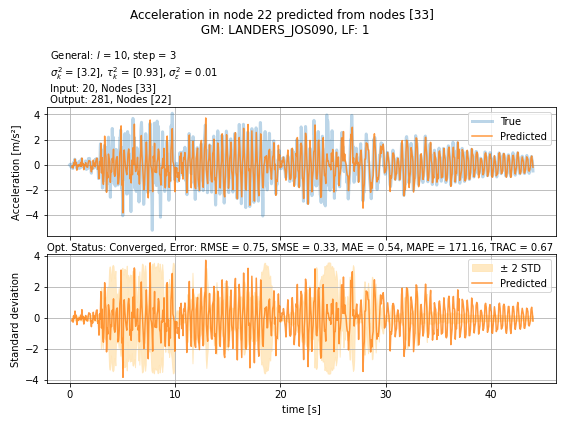 Acceleration in node 22 predicted from nodes [33]
GM: LANDERS_JOS090, LF: 1
General: l = 10, step = 3
σ²ₖ = [3.2], τ²ₖ = [0.93], σ²ε = 0.01
Input: 20, Nodes [33]
Output: 281, Nodes [22]
4
2
0
−2
−4
Acceleration [m/s²]
True
Predicted
Opt. Status: Converged, Error: RMSE = 0.75, SMSE = 0.33, MAE = 0.54, MAPE = 171.16, TRAC = 0.67
4
2
0
−2
−4
Standard deviation
± 2 STD
Predicted
0 10 20 30 40
time [s]